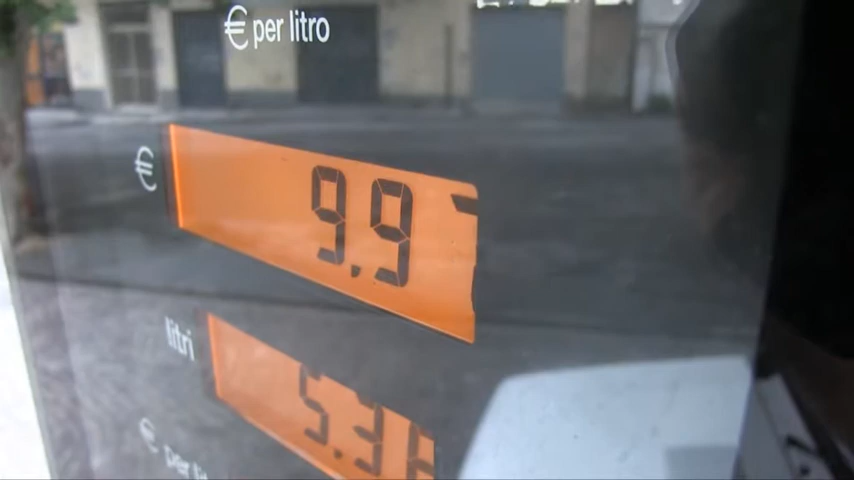 € per litro
€ 9.9
litri 5.3
€